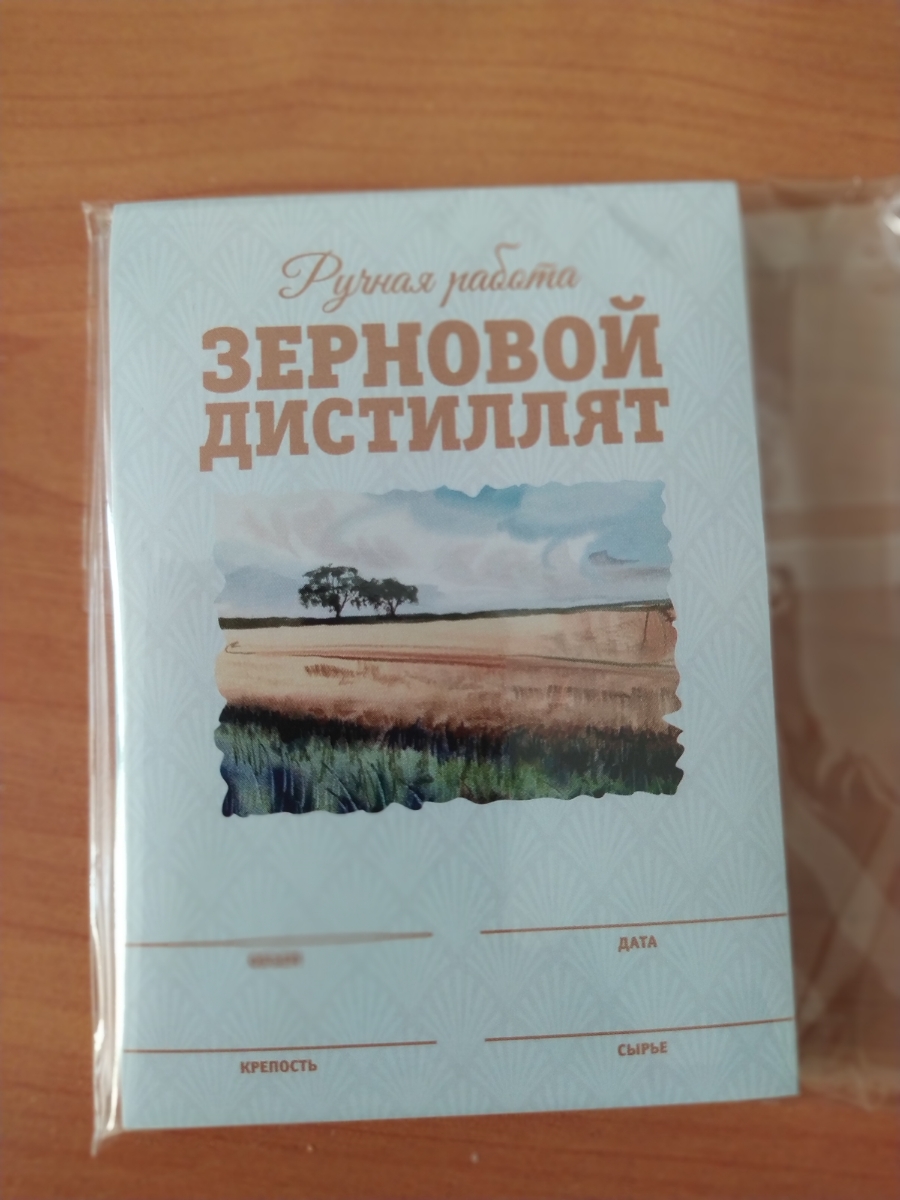 Ручная работа
ЗЕРНОВОЙ
ДИСТИЛЛЯТ
ДАТА
КРЕПОСТЬ
СЫРЬЕ